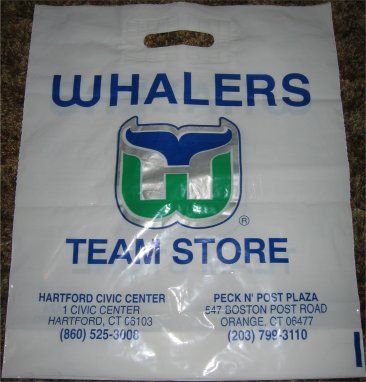 WHALERS
®
TEAM STORE
HARTFORD CIVIC CENTER
1 CIVIC CENTER
HARTFORD, CT 06103
(860) 525-3008
PECK N' POST PLAZA
547 BOSTON POST ROAD
ORANGE, CT 06477
(203) 799-3110